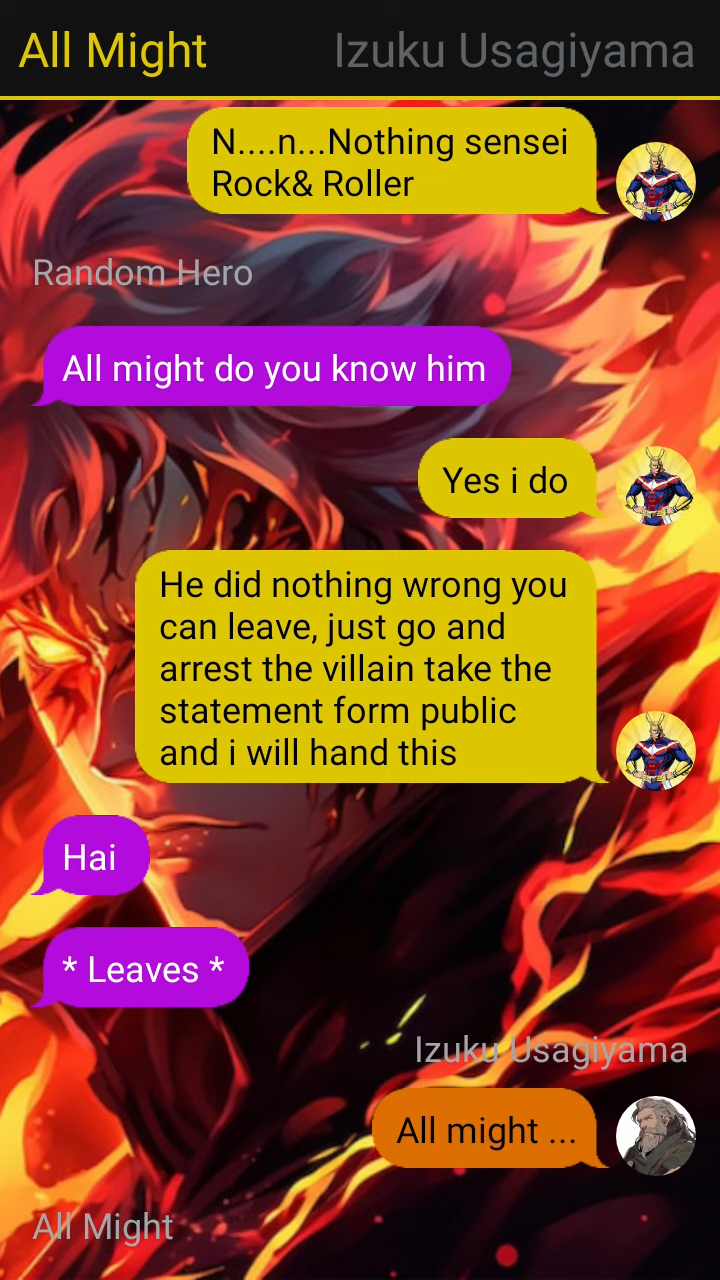 All Might
Izuku Usagiyama
N....n...Nothing sensei
Rock& Roller
Random Hero
All might do you know him
Yes i do
He did nothing wrong you
can leave, just go and
arrest the villain take the
statement form public
and i will hand this
Hai
* Leaves *
Izuku Usagiyama
All might ...
All Might